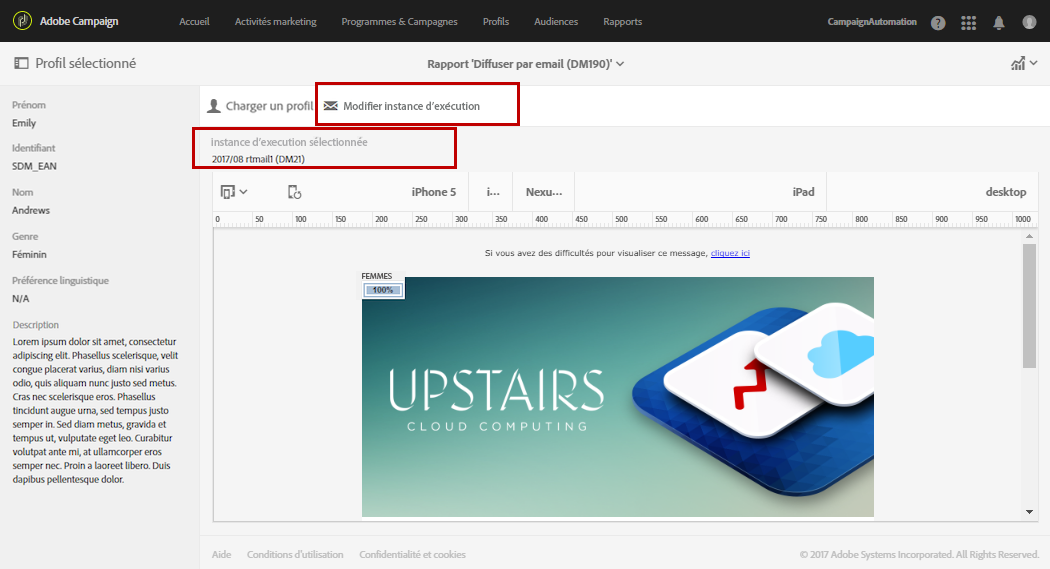 Adobe Campaign
Accueil
Activités marketing
Programmes & Campagnes
Profils
Audiences
Rapports
CampaignAutomation
?
Profil sélectionné
Rapport 'Diffuser par email (DM190)'
Prénom
Emily
Identifiant
SDM_EAN
Nom
Andrews
Genre
Féminin
Préférence linguistique
N/A
Description
Lorem ipsum dolor sit amet, consectetur
adipiscing elit. Phasellus scelerisque, velit
congue placerat varius, diam nisi varius
odio, quis aliquam nunc justo sed metus.
Cras nec scelerisque eros. Phasellus
tincidunt augue urna, sed tempus justo
semper in. Sed diam metus, gravida et
tempus ut, vulputate eget leo. Curabitur
volutpat ante mi, at ullamcorper eros
semper nec. Proin a laoreet libero. Duis
dapibus pellentesque dolor.
Charger un profil
Modifier instance d'exécution
Instance d'execution sélectionnée
2017/08 rtmail1 (DM21)
iPhone 5
i...
Nexu...
iPad
desktop
0 50 100 150 200 250 300 350 400 450 500 550 600 650 700 750 800 850 900 950 1000
Si vous avez des difficultés pour visualiser ce message, cliquez ici
FEMMES
100%
UPSTAIRS
CLOUD COMPUTING
Aide
Conditions d'utilisation
Confidentialité et cookies
© 2017 Adobe Systems Incorporated. All Rights Reserved.